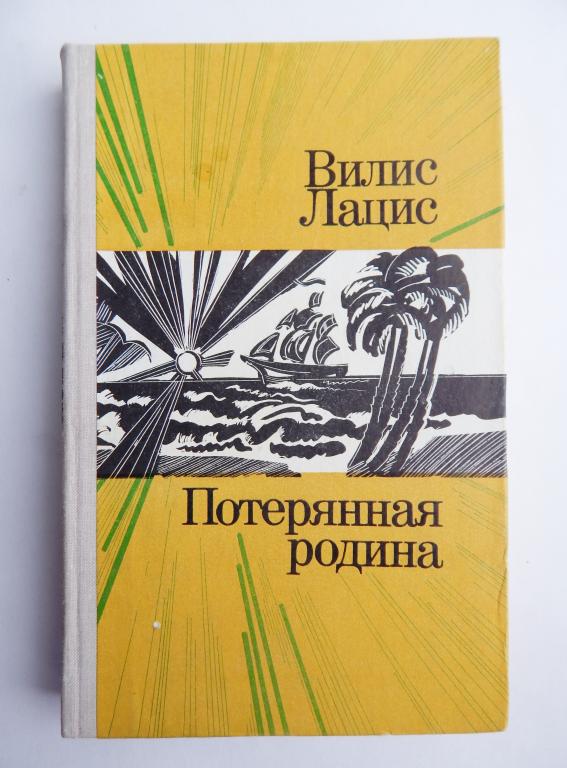 Вилис
Лацис
Потерянная
родина